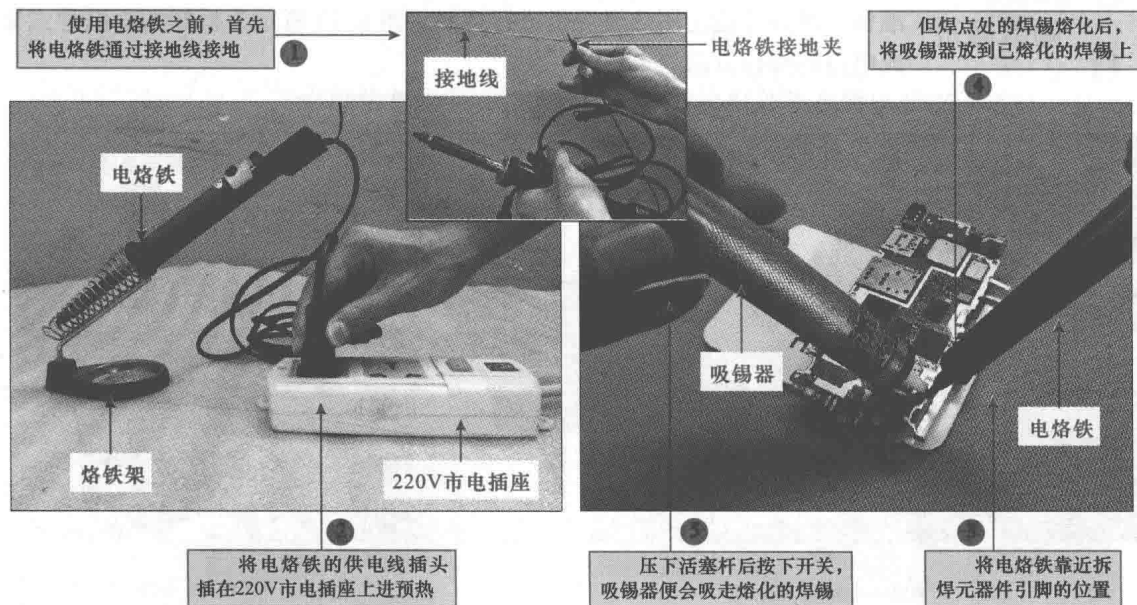 使用电烙铁之前，首先
将电烙铁通过接地线接地
1
接地线
电烙铁接地夹
但焊点处的焊锡熔化后，
将吸锡器放到已熔化的焊锡上
4
电烙铁
烙铁架
220V市电插座
吸锡器
电烙铁
2
将电烙铁的供电线插头
插在220V市电插座上进预热
5
压下活塞杆后按下开关，
吸锡器便会吸走熔化的焊锡
3
将电烙铁靠近拆
焊元器件引脚的位置